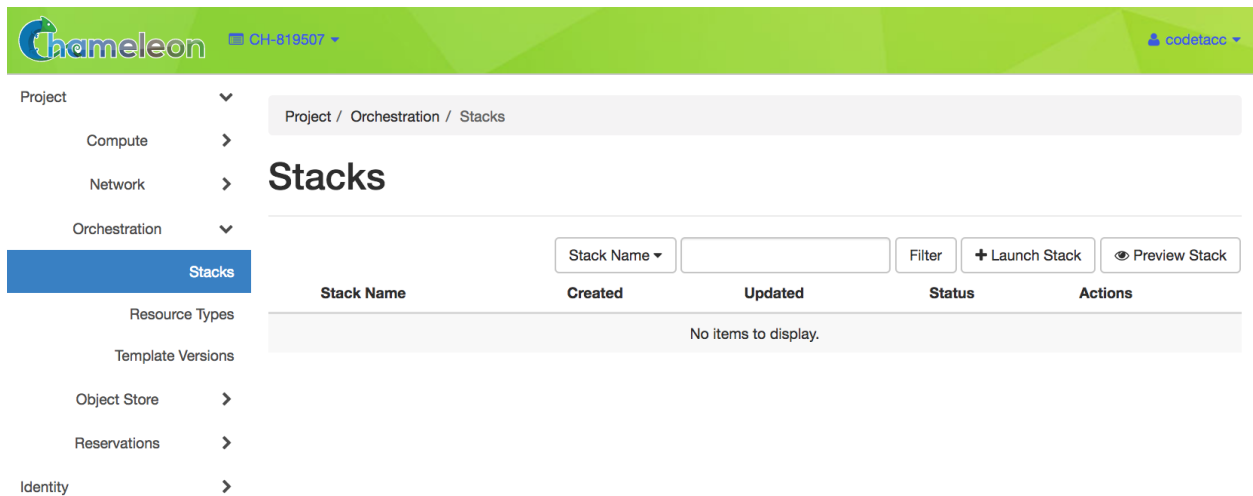 Chameleon
CH-819507
codetacc
Project
Compute
Network
Orchestration
Stacks
Resource Types
Template Versions
Object Store
Reservations
Identity
Project / Orchestration / Stacks
Stacks
Stack Name Filter Launch Stack Preview Stack
Stack Name Created Updated Status Actions
No items to display.